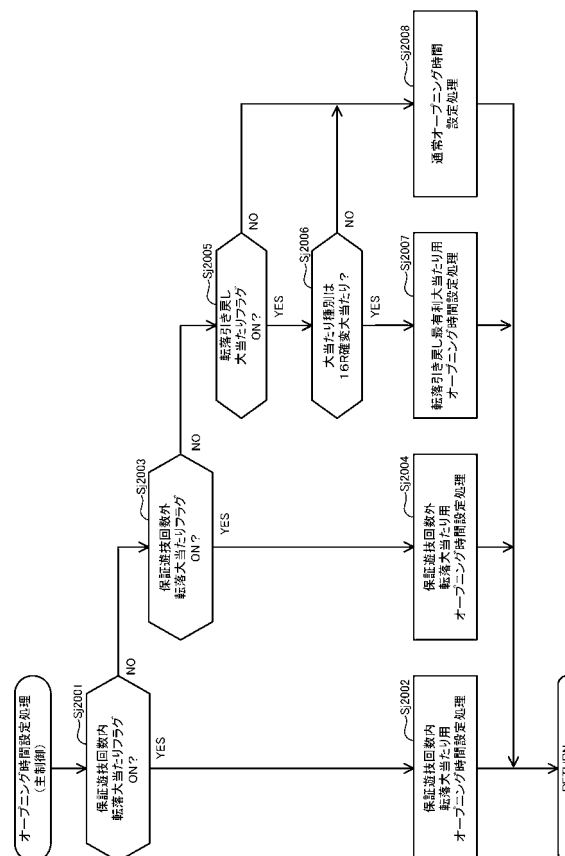 オープニング時間設定処理
(主制御)
Sj2001
保証遊技回数内
転落大当たりフラグ
ON?
NO
YES
Sj2002
保証遊技回数内
転落大当たり用
オープニング時間設定処理
Sj2003
保証遊技回数外
転落大当たりフラグ
ON?
NO
YES
Sj2004
保証遊技回数外
転落大当たり用
オープニング時間設定処理
Sj2005
転落引き戻し
大当たりフラグ
ON?
NO
YES
Sj2006
大当たり種別は
16R確変大当たり?
NO
YES
Sj2007
転落引き戻し最有利大当たり用
オープニング時間設定処理
Sj2008
通常オープニング時間
設定処理
RETURN